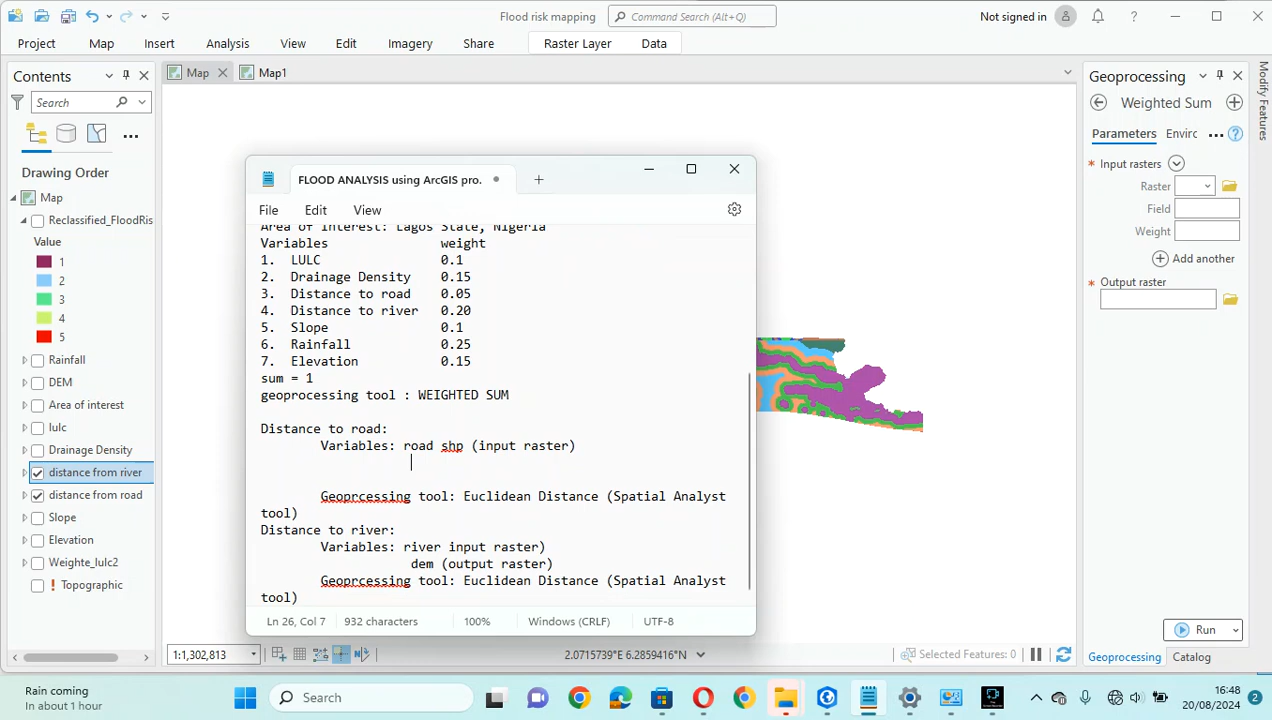 Flood risk mapping
Command Search (Alt+Q)
Not signed in
?
Project
Map
Insert
Analysis
View
Edit
Imagery
Share
Raster Layer
Data
Contents
Search
Drawing Order
Map
Reclassified_FloodRis
Value
1
2
3
4
5
Rainfall
DEM
Area of interest
lulc
Drainage Density
distance from river
distance from road
Slope
Elevation
Weighte_lulc2
! Topographic
Map
Map1
FLOOD ANALYSIS using ArcGIS pro.
File Edit View
Area of Interest: Lagos State, Nigeria
Variables weight
1. LULC 0.1
2. Drainage Density 0.15
3. Distance to road 0.05
4. Distance to river 0.20
5. Slope 0.1
6. Rainfall 0.25
7. Elevation 0.15
sum = 1
geoprocessing tool : WEIGHTED SUM
Distance to road:
Variables: road shp (input raster)
Geoprcessing tool: Euclidean Distance (Spatial Analyst
tool)
Distance to river:
Variables: river input raster)
dem (output raster)
Geoprcessing tool: Euclidean Distance (Spatial Analyst
tool)
Ln 26, Col 7 932 characters 100% Windows (CRLF) UTF-8
1:1,302,813
2.0715739°E 6.2859416°N
Selected Features: 0
Geoprocessing
Weighted Sum
Parameters Envirc ?
* Input rasters
Raster
Field
Weight
Add another
* Output raster
Run
Geoprocessing Catalog
Modify Features
Rain coming
In about 1 hour
Search
16:48
20/08/2024
2